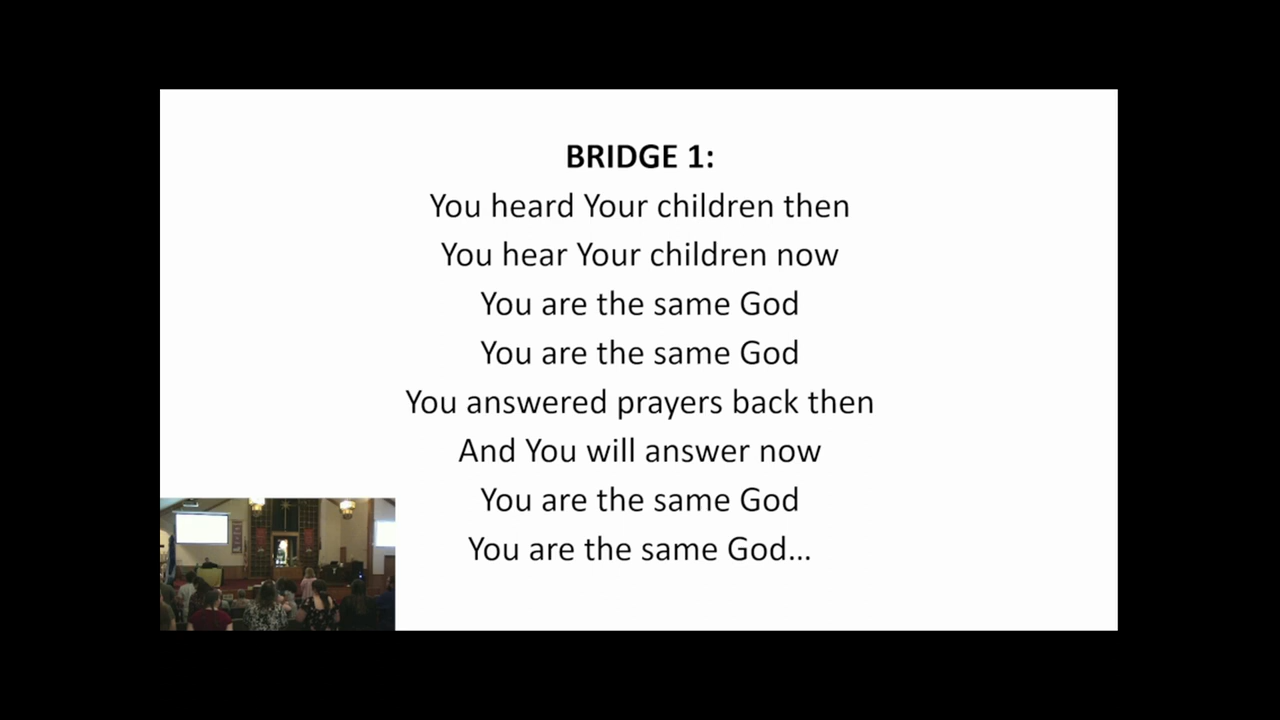 BRIDGE 1:
You heard Your children then
You hear Your children now
You are the same God
You are the same God
You answered prayers back then
And You will answer now
You are the same God
You are the same God...